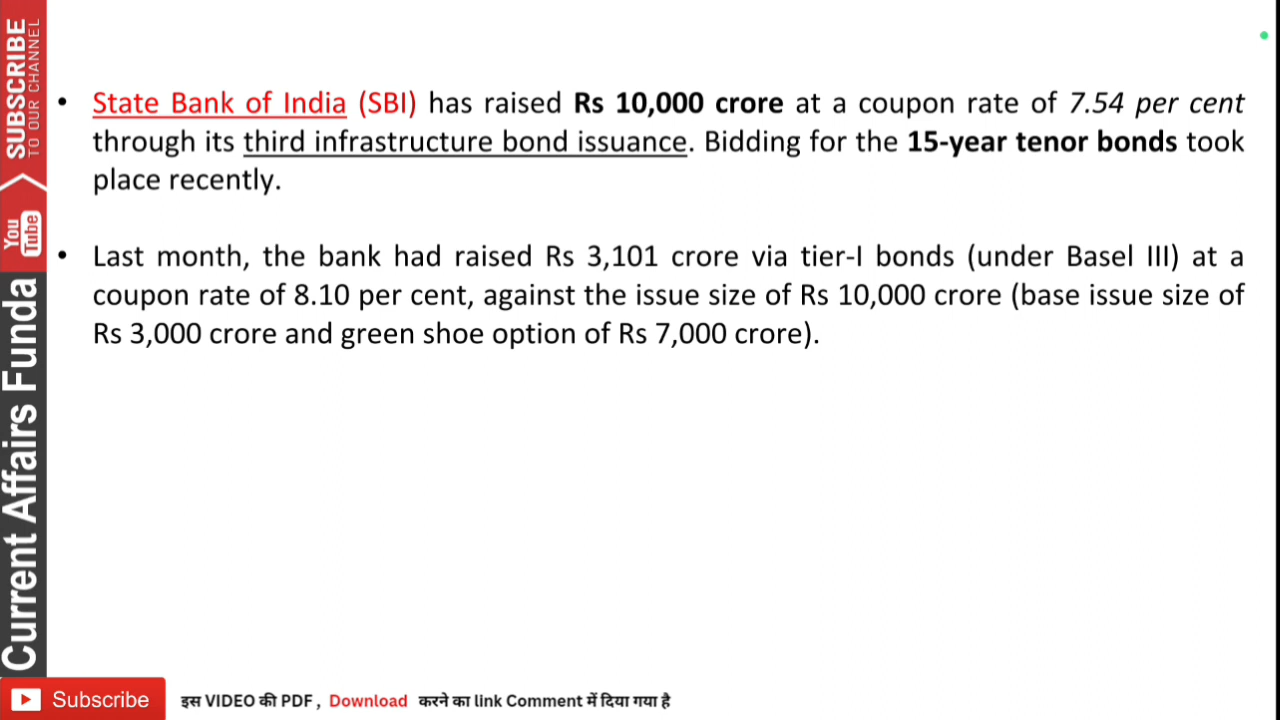 SUBSCRIBE
TO OUR CHANNEL
You
Tube
Current Affairs Funda
• State Bank of India (SBI) has raised Rs 10,000 crore at a coupon rate of 7.54 per cent
through its third infrastructure bond issuance. Bidding for the 15-year tenor bonds took
place recently.
• Last month, the bank had raised Rs 3,101 crore via tier-I bonds (under Basel III) at a
coupon rate of 8.10 per cent, against the issue size of Rs 10,000 crore (base issue size of
Rs 3,000 crore and green shoe option of Rs 7,000 crore).
Subscribe इस VIDEO की PDF , Download करने का link Comment में दिया गया है